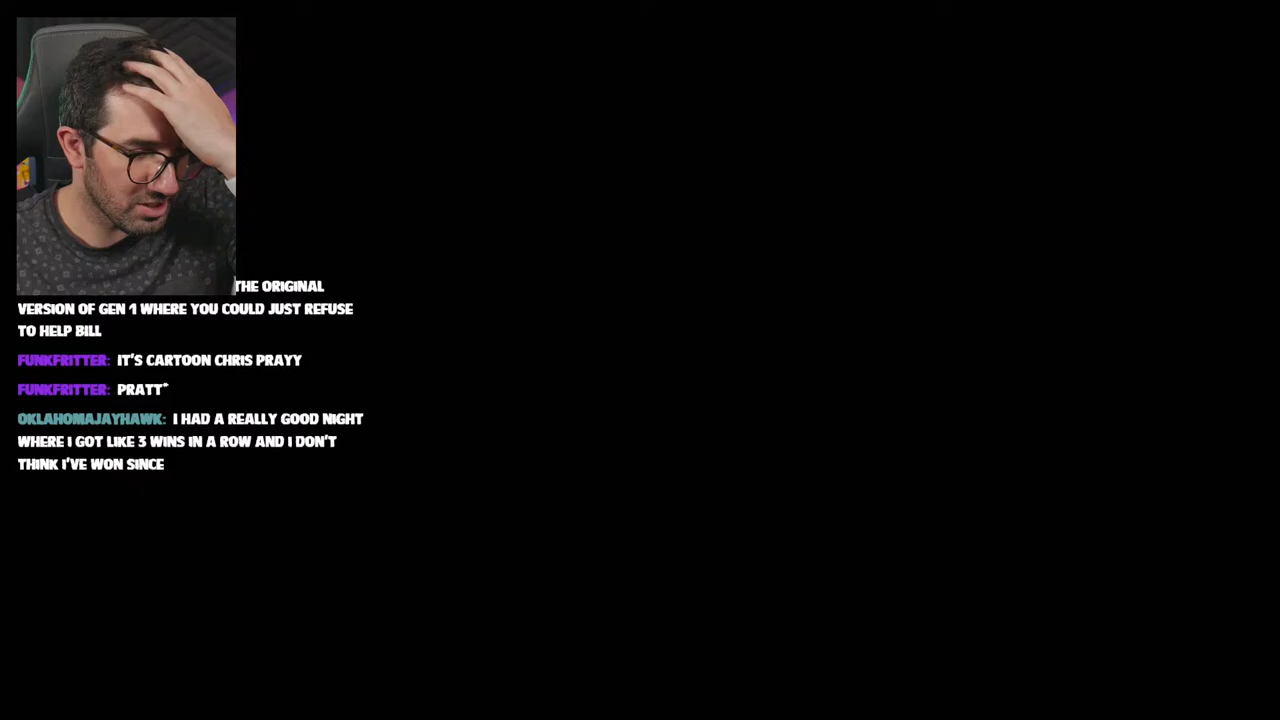 THE ORIGINAL
VERSION OF GEN 1 WHERE YOU COULD JUST REFUSE
TO HELP BILL
FUNKFRITTER: IT'S CARTOON CHRIS PRAYY
FUNKFRITTER: PRATT*
OKLAHOMAJAYHAWK: I HAD A REALLY GOOD NIGHT
WHERE I GOT LIKE 3 WINS IN A ROW AND I DON'T
THINK I'VE WON SINCE